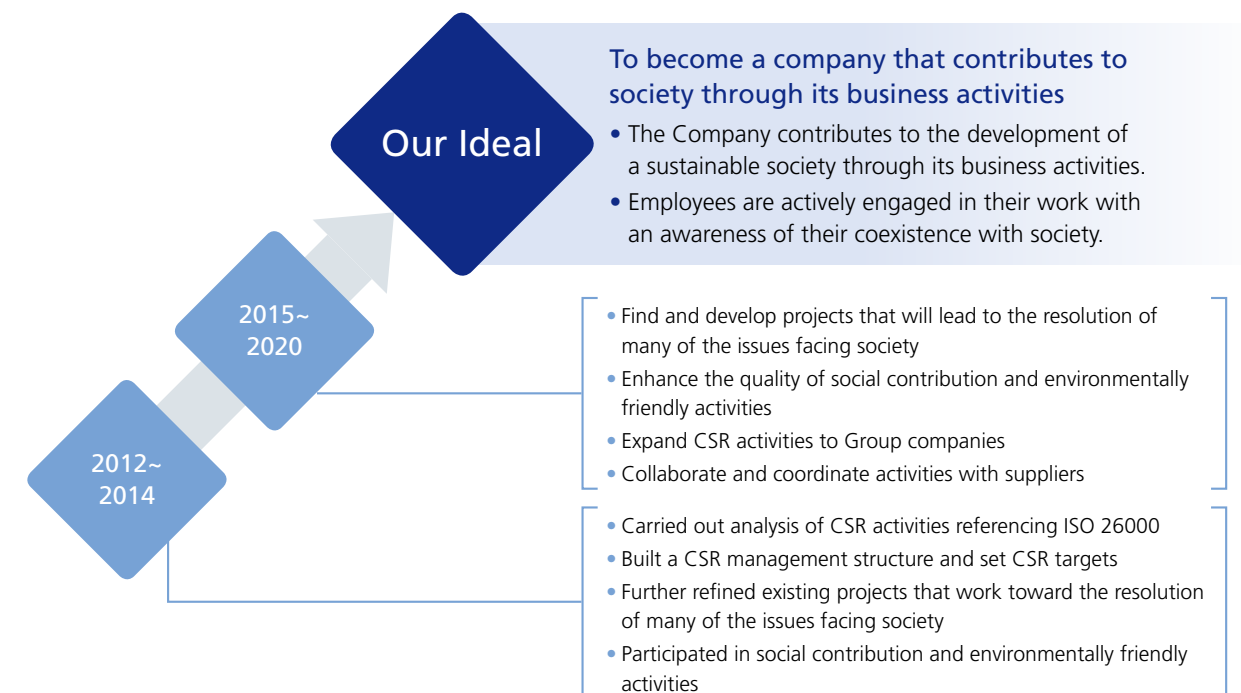 Our Ideal
To become a company that contributes to
society through its business activities
• The Company contributes to the development of
a sustainable society through its business activities.
• Employees are actively engaged in their work with
an awareness of their coexistence with society.
2015~
2020
• Find and develop projects that will lead to the resolution of
many of the issues facing society
• Enhance the quality of social contribution and environmentally
friendly activities
• Expand CSR activities to Group companies
• Collaborate and coordinate activities with suppliers
2012~
2014
• Carried out analysis of CSR activities referencing ISO 26000
• Built a CSR management structure and set CSR targets
• Further refined existing projects that work toward the resolution
of many of the issues facing society
• Participated in social contribution and environmentally friendly
activities